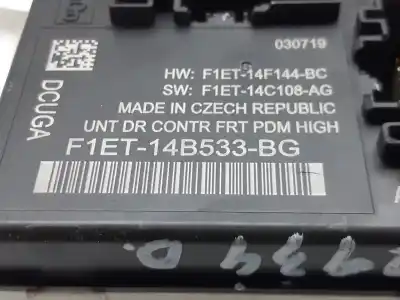 030719
HW: F1ET-14F144-BC
SW: F1ET-14C108-AG
DCUGA
MADE IN CZECH REPUBLIC
UNT DR CONTR FRT PDM HIGH
F1ET-14B533-BG